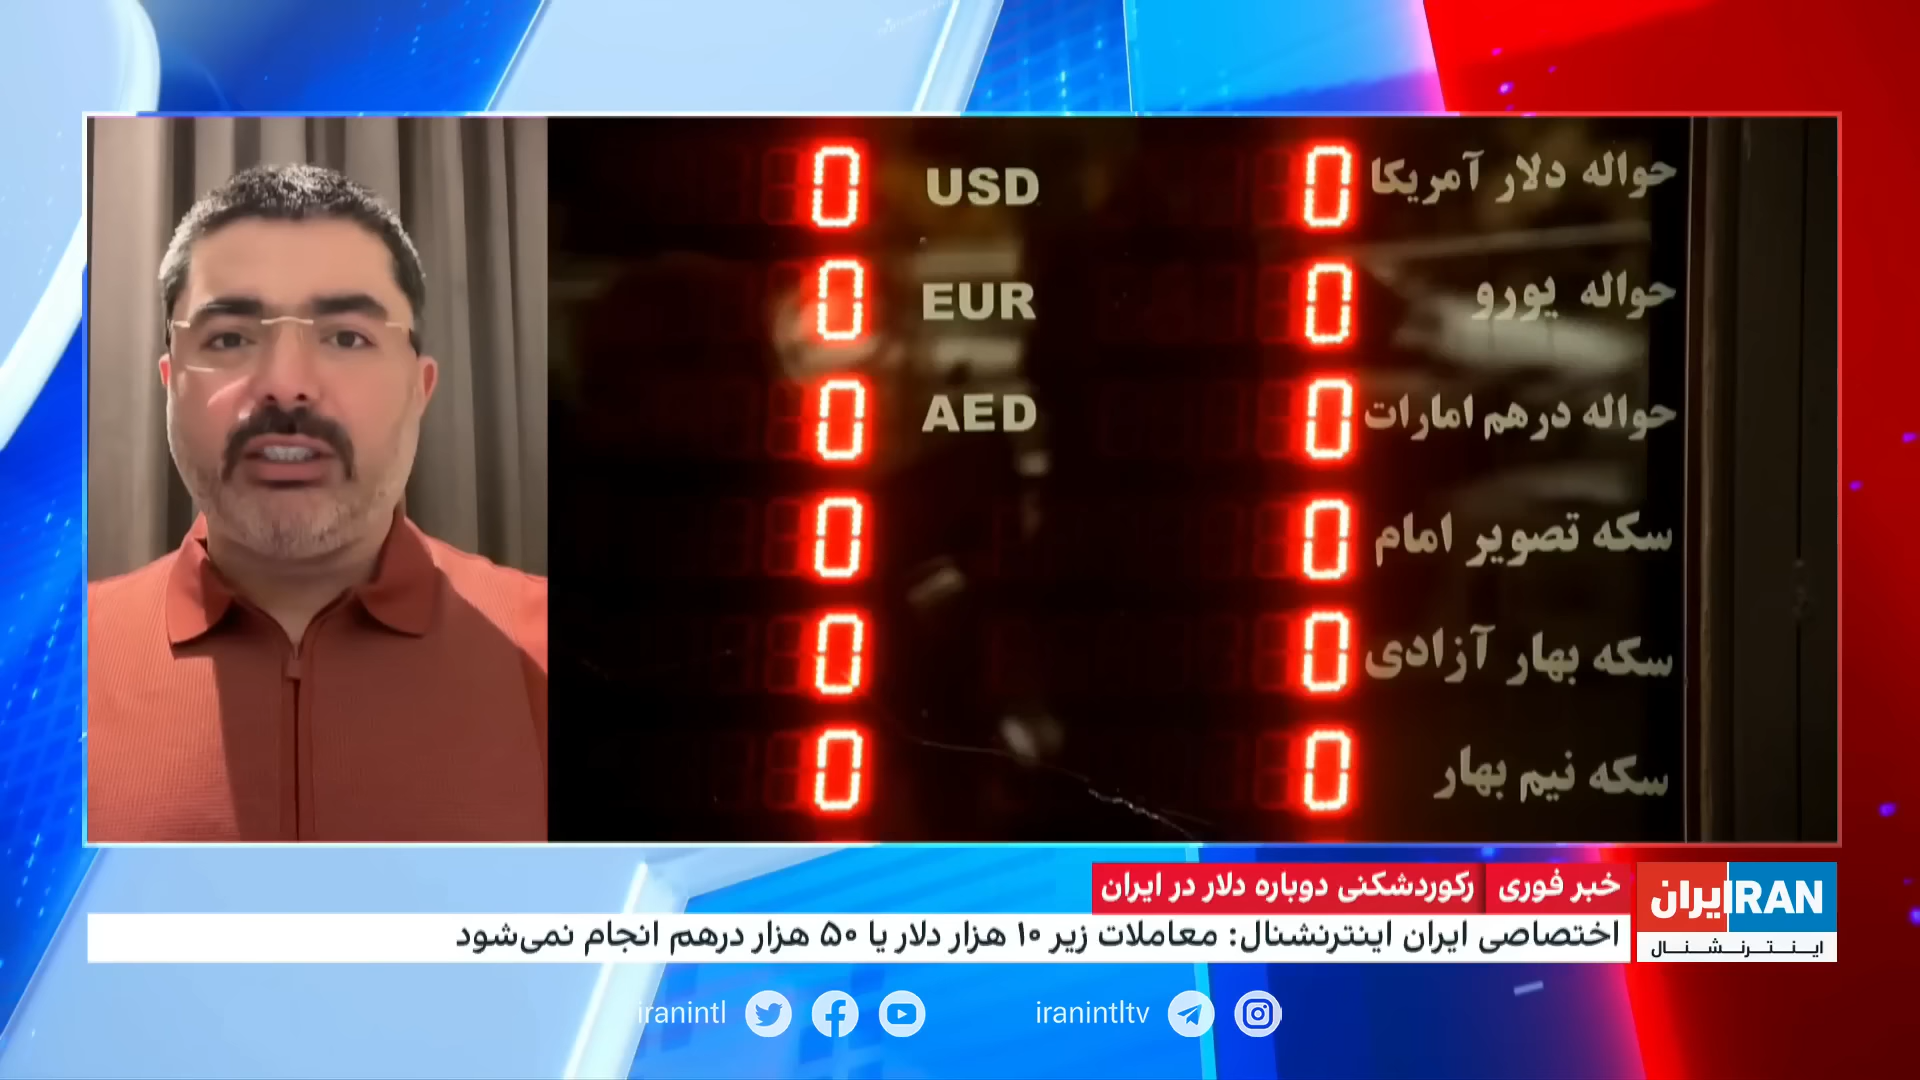 0 USD 0 حواله دلار آمریکا
0 EUR 0 حواله یورو
0 AED 0 حواله درهم امارات
0 0 سکه تصویر امام
0 0 سکه بهار آزادی
0 0 سکه نیم بهار
خبر فوری رکوردشکنی دوباره دلار در ایران
اختصاصی ایران اینترنشنال: معاملات زیر ۱۰ هزار دلار یا ۵۰ هزار درهم انجام نمی‌شود
ایران IRAN
اینترنشنال
iranintl iranintltv